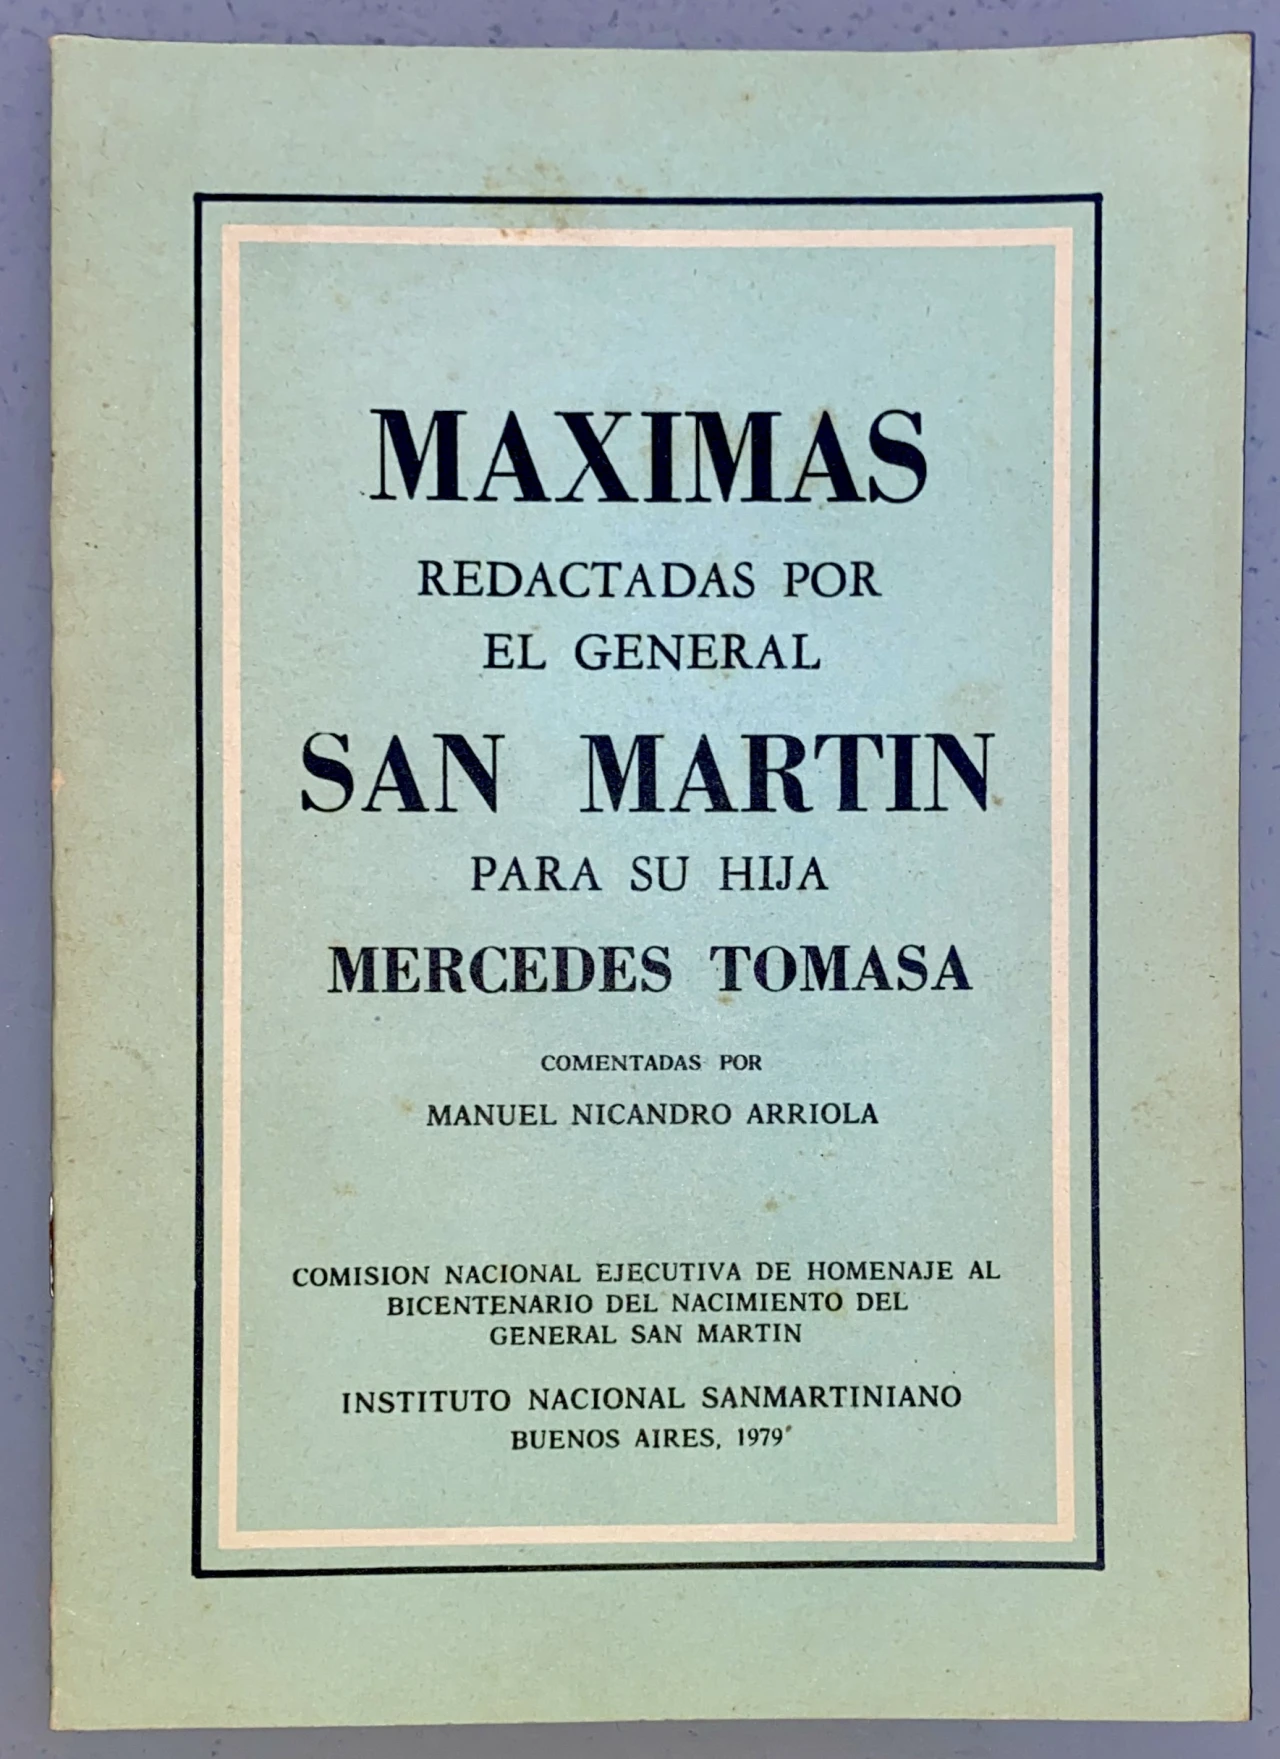 MAXIMAS
REDACTADAS POR
EL GENERAL
SAN MARTIN
PARA SU HIJA
MERCEDES TOMASA
COMENTADAS POR
MANUEL NICANDRO ARRIOLA
COMISION NACIONAL EJECUTIVA DE HOMENAJE AL
BICENTENARIO DEL NACIMIENTO DEL
GENERAL SAN MARTIN
INSTITUTO NACIONAL SANMARTINIANO
BUENOS AIRES, 1979